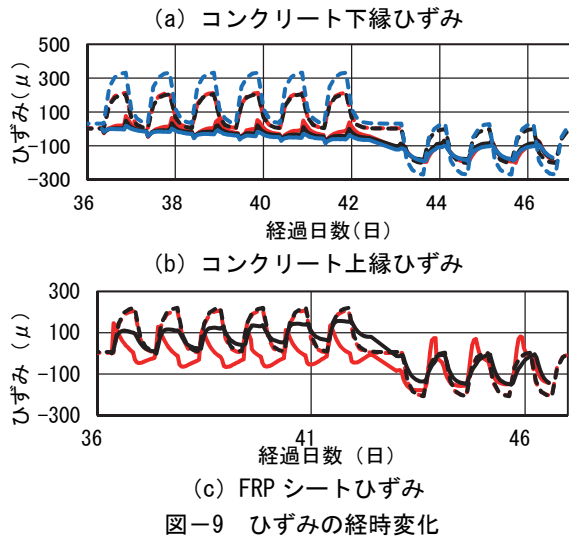 (a) コンクリート下縁ひずみ
500
300
100
-100
-300
ひずみ(μ)
36 38 40 42 44 46
経過日数(日)
(b) コンクリート上縁ひずみ
300
100
-100
-300
ひずみ (μ)
36 41 46
経過日数 (日)
(c) FRP シートひずみ
図-9 ひずみの経時変化